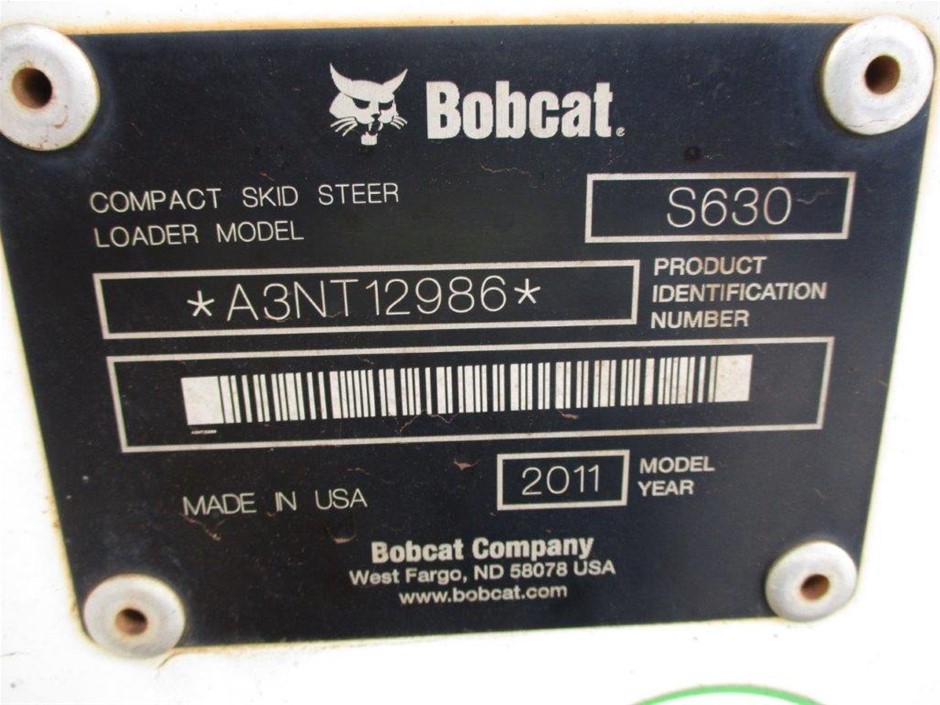 Bobcat.
COMPACT SKID STEER
LOADER MODEL
S630
*A3NT12986*
PRODUCT
IDENTIFICATION
NUMBER
MADE IN USA
2011
MODEL
YEAR
Bobcat Company
West Fargo, ND 58078 USA
www.bobcat.com